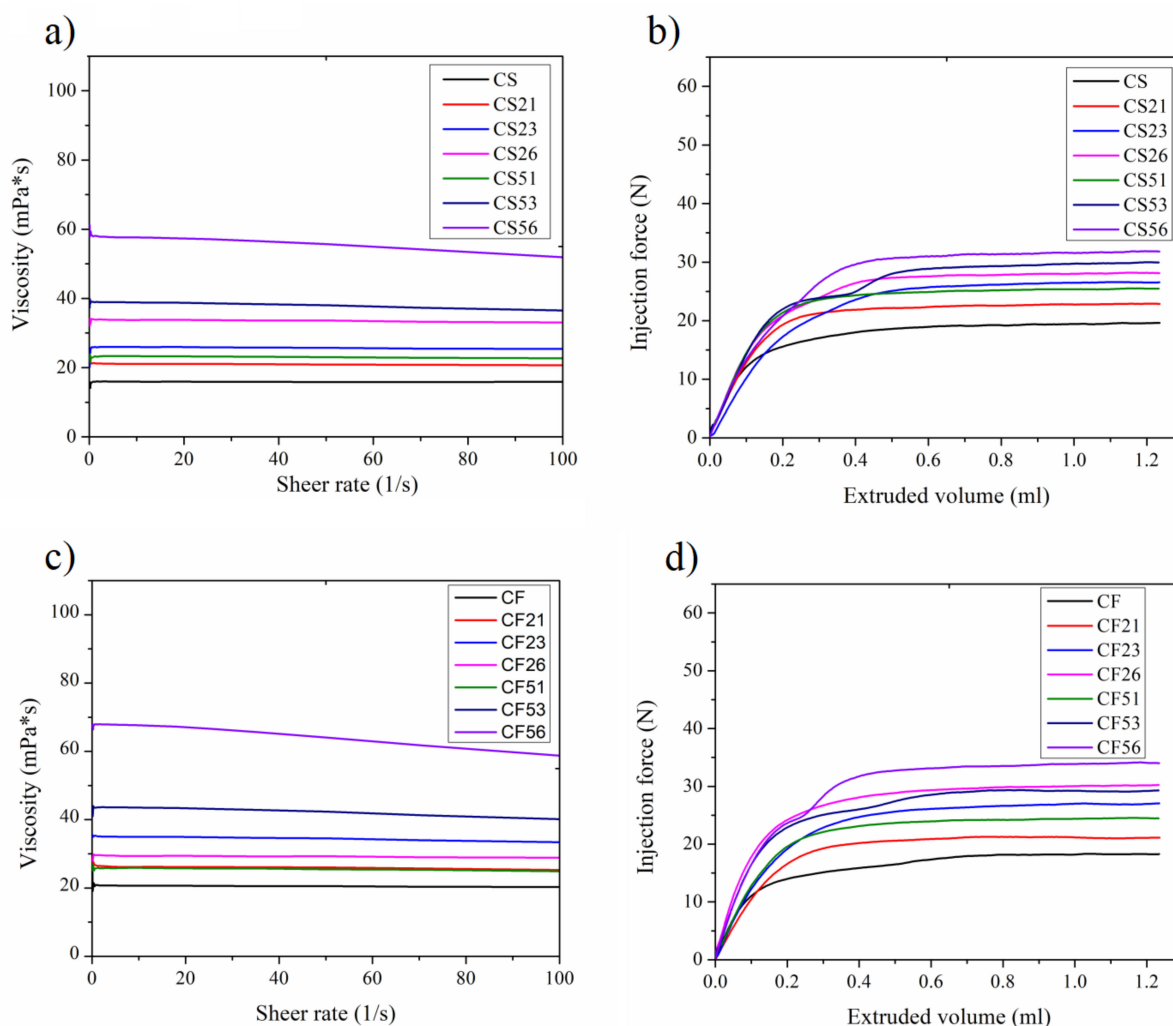 a)
Viscosity (mPa*s)
100
80
60
40
20
0
0 20 40 60 80 100
Sheer rate (1/s)
CS
CS21
CS23
CS26
CS51
CS53
CS56
b)
Injection force (N)
60
50
40
30
20
10
0
0.0 0.2 0.4 0.6 0.8 1.0 1.2
Extruded volume (ml)
CS
CS21
CS23
CS26
CS51
CS53
CS56
c)
Viscosity (mPa*s)
100
80
60
40
20
0
0 20 40 60 80 100
Sheer rate (1/s)
CF
CF21
CF23
CF26
CF51
CF53
CF56
d)
Injection force (N)
60
50
40
30
20
10
0
0.0 0.2 0.4 0.6 0.8 1.0 1.2
Extruded volume (ml)
CF
CF21
CF23
CF26
CF51
CF53
CF56